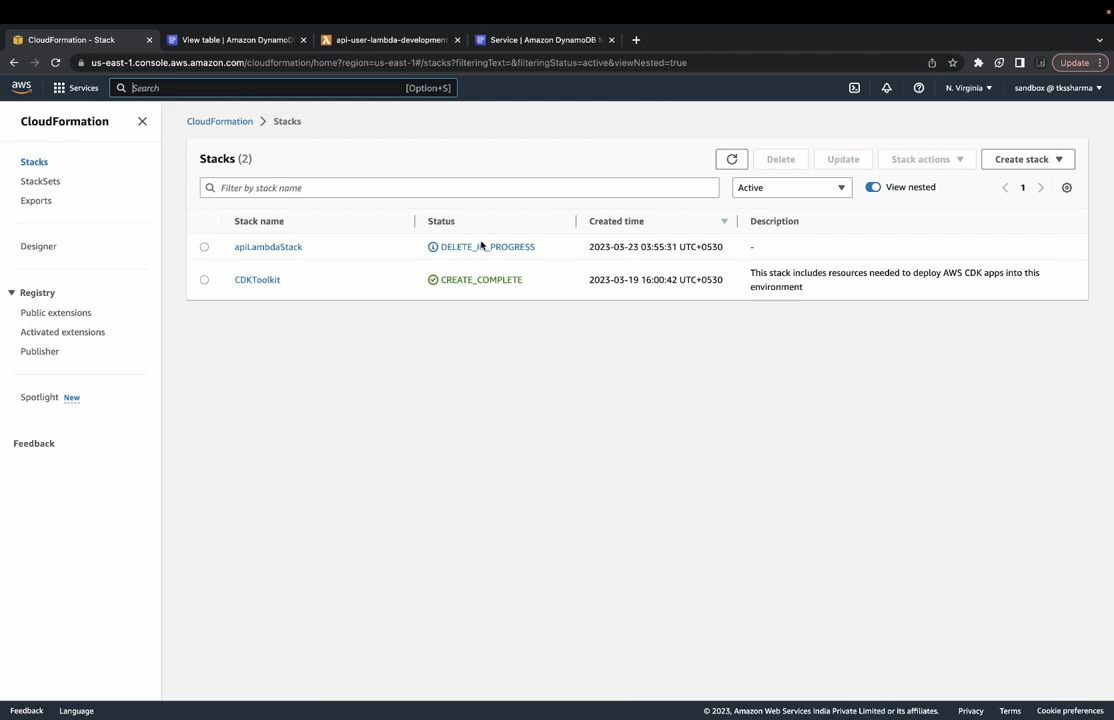 CloudFormation - Stack
View table | Amazon DynamoD
api-user-lambda-development
Service | Amazon DynamoDB
us-east-1.console.aws.amazon.com/cloudformation/home?region=us-east-1#/stacks?filteringText=&filteringStatus=active&viewNested=true
Update
aws
Services
Search
[Option+S]
N. Virginia
sandbox @ tkssharma
CloudFormation
CloudFormation > Stacks
Stacks (2)
Delete
Update
Stack actions
Create stack
Filter by stack name
Active
View nested
1
Stack name
Status
Created time
Description
apiLambdaStack
DELETE_IN_PROGRESS
2023-03-23 03:55:31 UTC+0530
-
CDKToolkit
CREATE_COMPLETE
2023-03-19 16:00:42 UTC+0530
This stack includes resources needed to deploy AWS CDK apps into this
environment
Stacks
StackSets
Exports
Designer
Registry
Public extensions
Activated extensions
Publisher
Spotlight New
Feedback
Feedback
Language
© 2023, Amazon Web Services India Private Limited or its affiliates.
Privacy
Terms
Cookie preferences